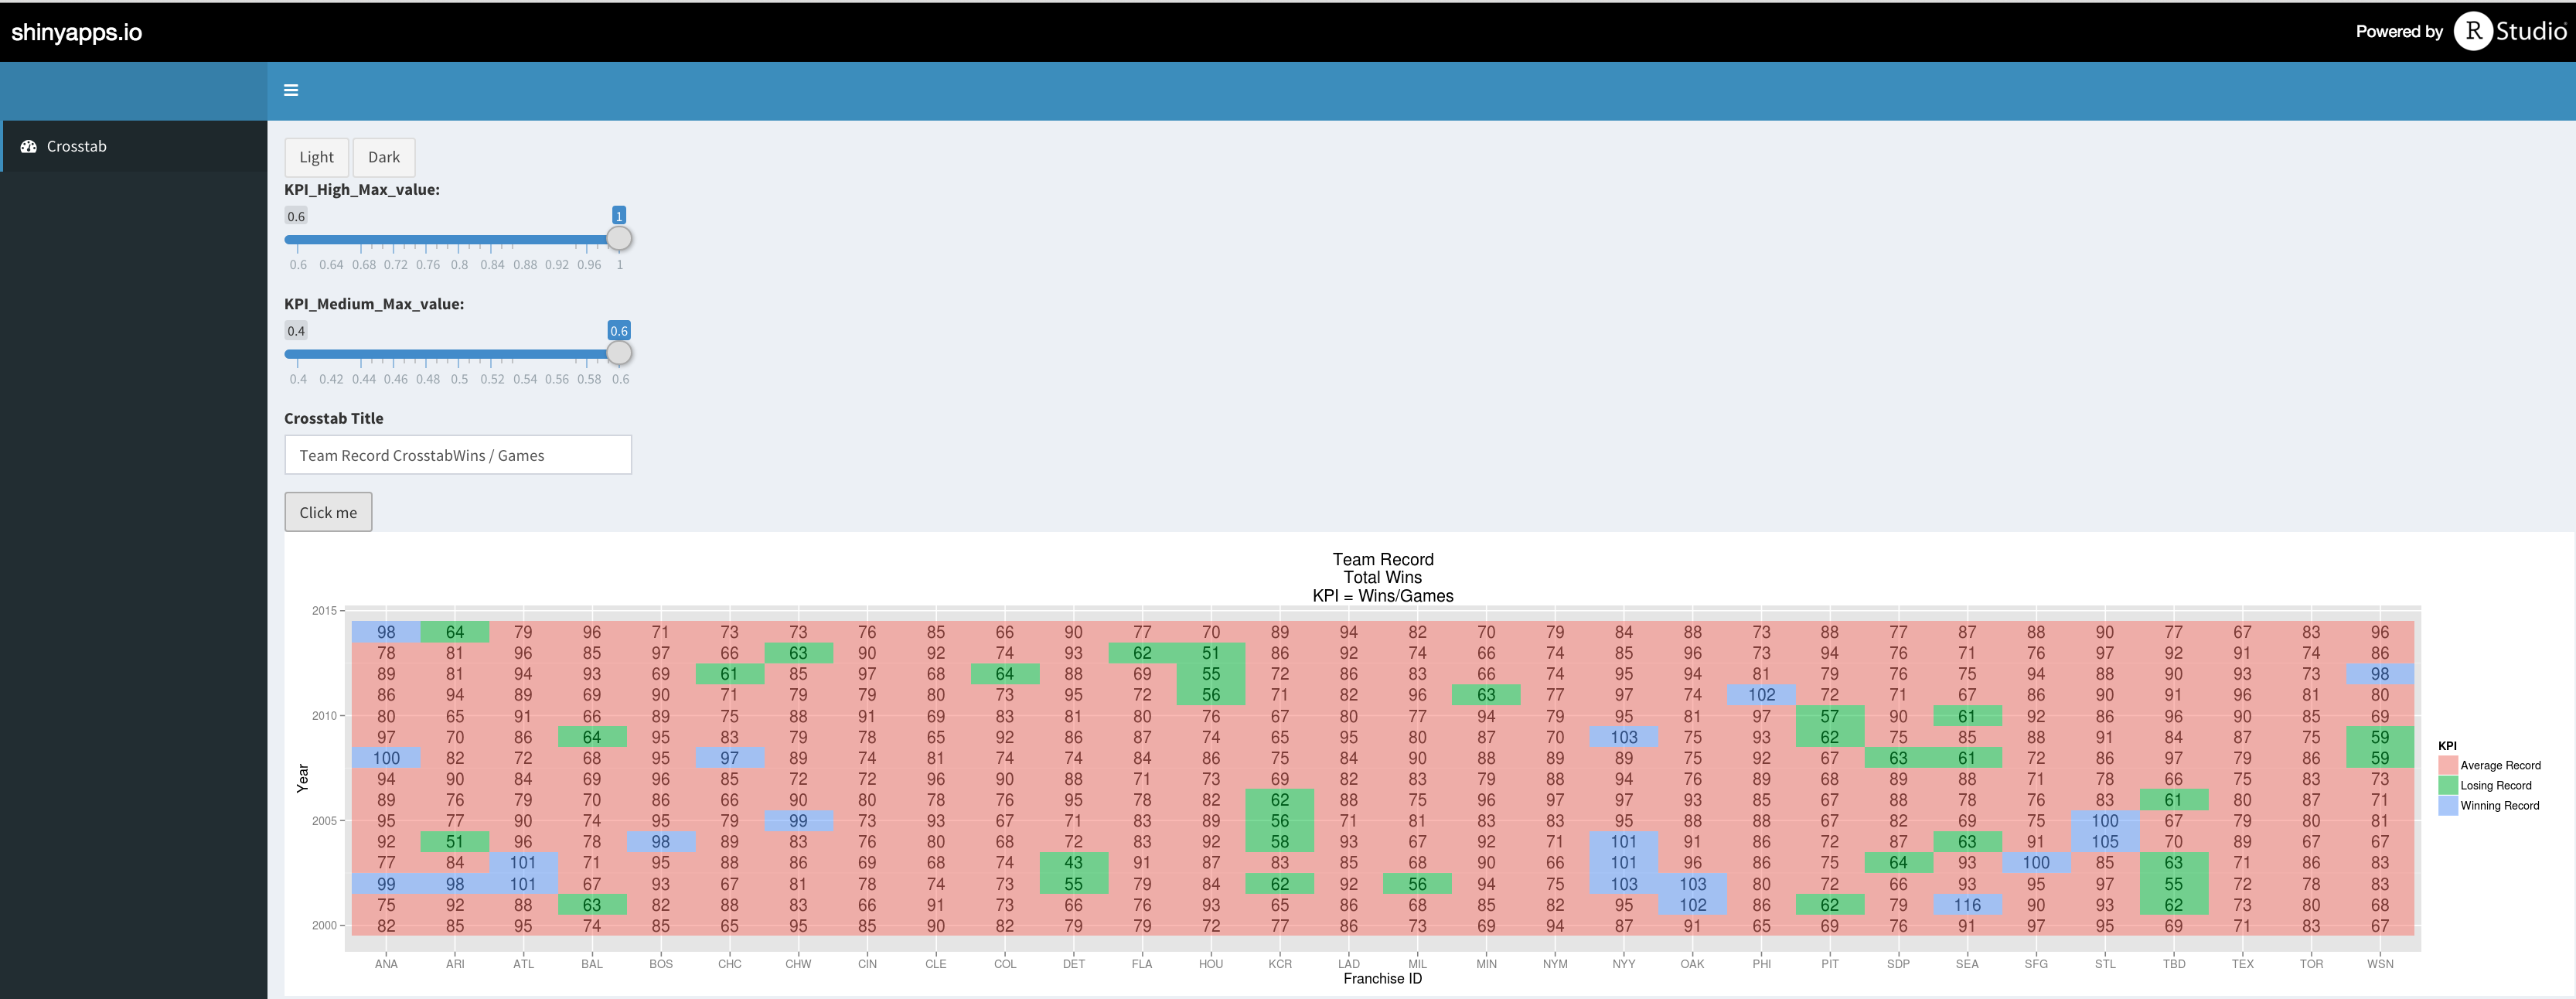 shinyapps.io
Powered by R Studio
Crosstab
Light Dark
KPI_High_Max_value:
0.6 1
0.6 0.64 0.68 0.72 0.76 0.8 0.84 0.88 0.92 0.96 1
KPI_Medium_Max_value:
0.4 0.6
0.4 0.42 0.44 0.46 0.48 0.5 0.52 0.54 0.56 0.58 0.6
Crosstab Title
Team Record CrosstabWins / Games
Click me
Team Record
Total Wins
KPI = Wins/Games
2015
98 64 79 96 71 73 73 76 85 66 90 77 70 89 94 82 70 79 84 88 73 88 77 87 88 90 77 67 83 96
78 81 96 85 97 66 63 90 92 74 93 62 51 86 92 74 66 74 85 96 73 94 76 71 76 97 92 91 74 86
89 81 94 93 69 61 85 97 68 64 88 69 55 72 86 83 66 74 95 94 81 79 76 75 94 88 90 93 73 98
86 94 89 69 90 71 79 79 80 73 95 72 56 71 82 96 63 77 97 74 102 72 71 67 86 90 91 96 81 80
2010 80 65 91 66 89 75 88 91 69 83 81 80 76 67 80 77 94 79 95 81 97 57 90 61 92 86 96 90 85 69
97 70 86 64 95 83 79 78 65 92 86 87 74 65 95 80 87 70 103 75 93 62 75 85 88 91 84 87 75 59
100 82 72 68 95 97 89 74 81 74 74 84 86 75 84 90 88 89 89 75 92 67 63 61 72 86 97 79 86 59
94 90 84 69 96 85 72 72 96 90 88 71 73 69 82 83 79 88 94 76 89 68 89 88 71 78 66 75 83 73
89 76 79 70 86 66 90 80 78 76 95 78 82 62 88 75 96 97 97 93 85 67 88 78 76 83 61 80 87 71
2005 95 77 90 74 95 79 99 73 93 67 71 83 89 56 71 81 83 83 95 88 88 67 82 69 75 100 67 79 80 81
92 51 96 78 98 89 83 76 80 68 72 83 92 58 93 67 92 71 101 91 86 72 87 63 91 105 70 89 67 67
77 84 101 71 95 88 86 69 68 74 43 91 87 83 85 68 90 66 101 96 86 75 64 93 100 85 63 71 86 83
99 98 101 67 93 67 81 78 74 73 55 79 84 62 92 56 94 75 103 103 80 72 66 93 95 97 55 72 78 83
75 92 88 63 82 88 83 66 91 73 66 76 93 65 86 68 85 82 95 102 86 62 79 116 90 93 62 73 80 68
2000 82 85 95 74 85 65 95 85 90 82 79 79 72 77 86 73 69 94 87 91 65 69 76 91 97 95 69 71 83 67
Year
ANA ARI ATL BAL BOS CHC CHW CIN CLE COL DET FLA HOU KCR LAD MIL MIN NYM NYY OAK PHI PIT SDP SEA SFG STL TBD TEX TOR WSN
Franchise ID
KPI
Average Record
Losing Record
Winning Record